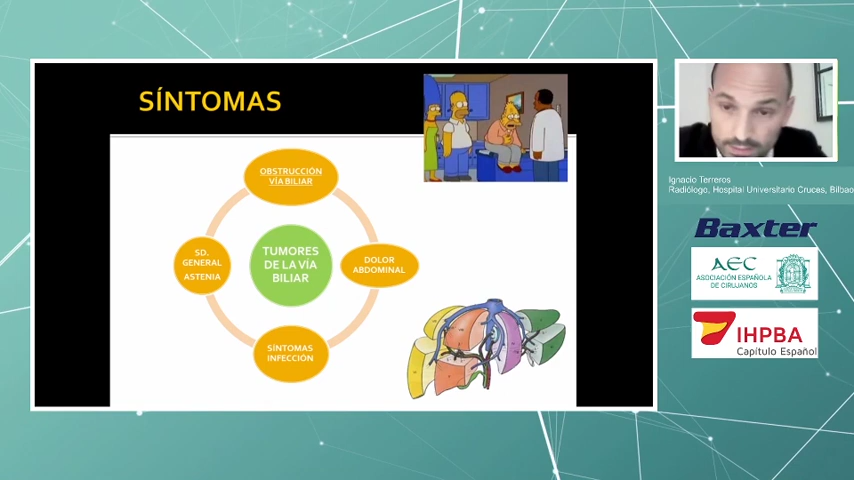 SÍNTOMAS
OBSTRUCCIÓN
VÍA BILIAR
SD.
GENERAL
ASTENIA
TUMORES
DE LA VÍA
BILIAR
DOLOR
ABDOMINAL
SÍNTOMAS
INFECCIÓN
Ignacio Terreros
Radiólogo, Hospital Universitario Cruces, Bilbao
Baxter
AEC
ASOCIACIÓN ESPAÑOLA
DE CIRUJANOS
IHPBA
Capítulo Español